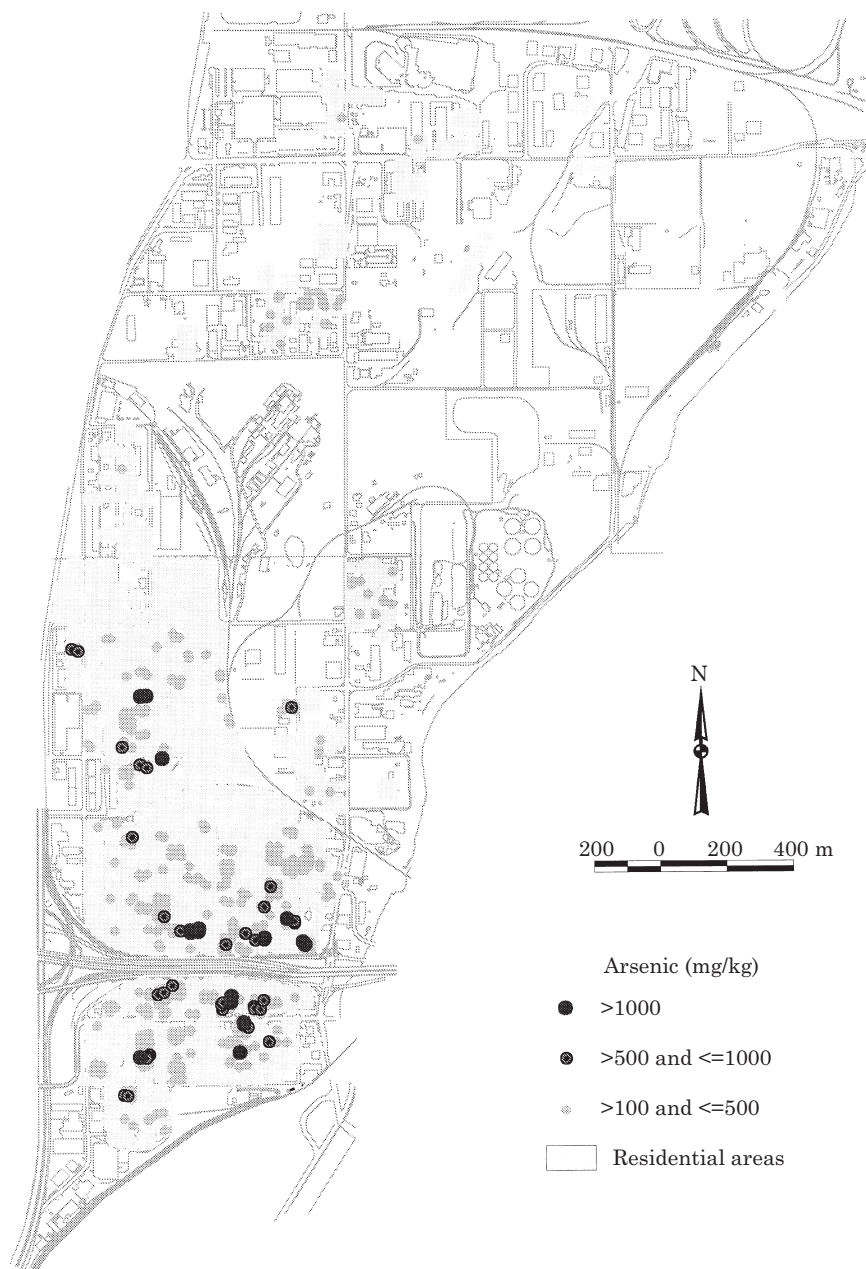 N
200 0 200 400 m
Arsenic (mg/kg)
>1000
>500 and <=1000
>100 and <=500
Residential areas